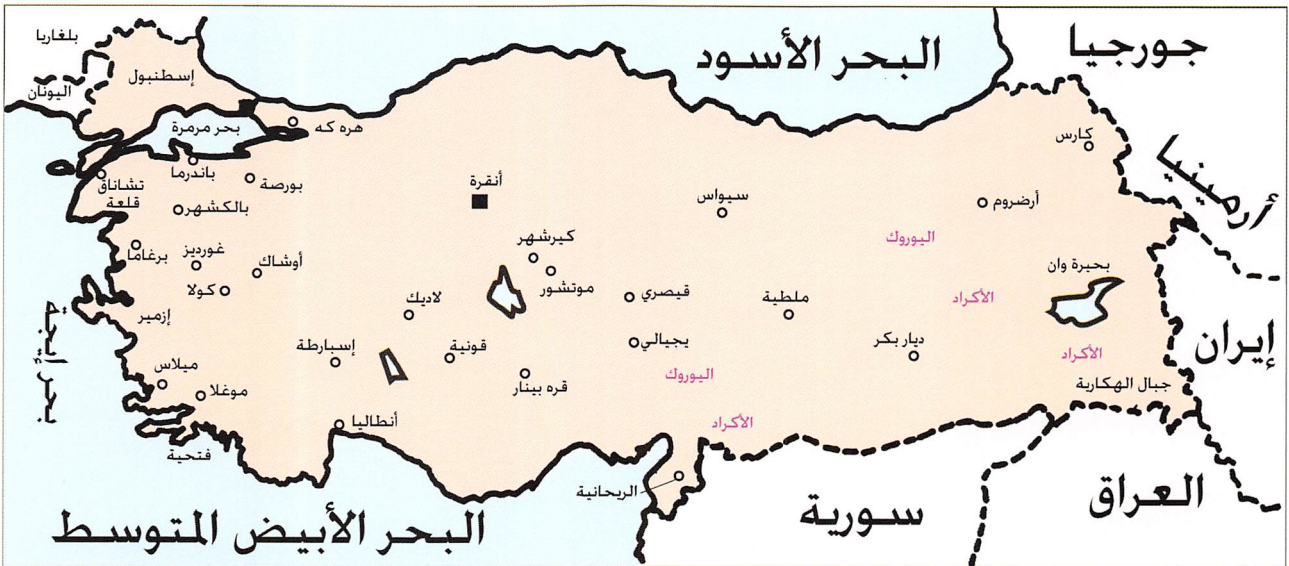 بلغاريا
اليونان
إسطنبول
البحر الأسود
جورجيا
أرمينيا
إيران
العراق
سورية
البحر الأبيض المتوسط
بحر إيجة
بحر مرمرة
هره كه
باندرما
بورصة
تشاناق
قلعة
بالكشهر
برغاما
غورديز
أوشاك
كولا
إزمير
ميلاس
موغلا
فتحية
أنقرة
كيرشهر
موتشور
لاديك
إسبارطة
قونية
قره بينار
أنطاليا
سيواس
قيصري
يحيالي
ملطية
ديار بكر
أرضروم
كارس
بحيرة وان
جبال الهكارية
الريحانية
اليوروك
الأكراد
الأكراد
اليوروك
الأكراد